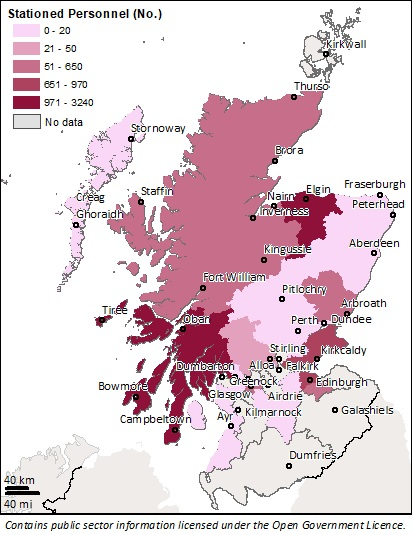 Stationed Personnel (No.)
0 - 20
21 - 50
51 - 650
651 - 970
971 - 3240
No data
Kirkwall
Thurso
Stornoway
Brora
Staffin
Creag
Ghoraidh
Nairn
Elgin
Fraserburgh
Peterhead
Inverness
Aberdeen
Kingussie
Fort William
Pitlochry
Arbroath
Tiree
Oban
Perth
Dundee
Stirling
Kirkcaldy
Dumbarton
Alloa
Falkirk
Bowmore
Greenock
Edinburgh
Glasgow
Airdrie
Campbeltown
Ayr
Kilmarnock
Galashiels
Dumfries
40 km
40 mi
Contains public sector information licensed under the Open Government Licence.